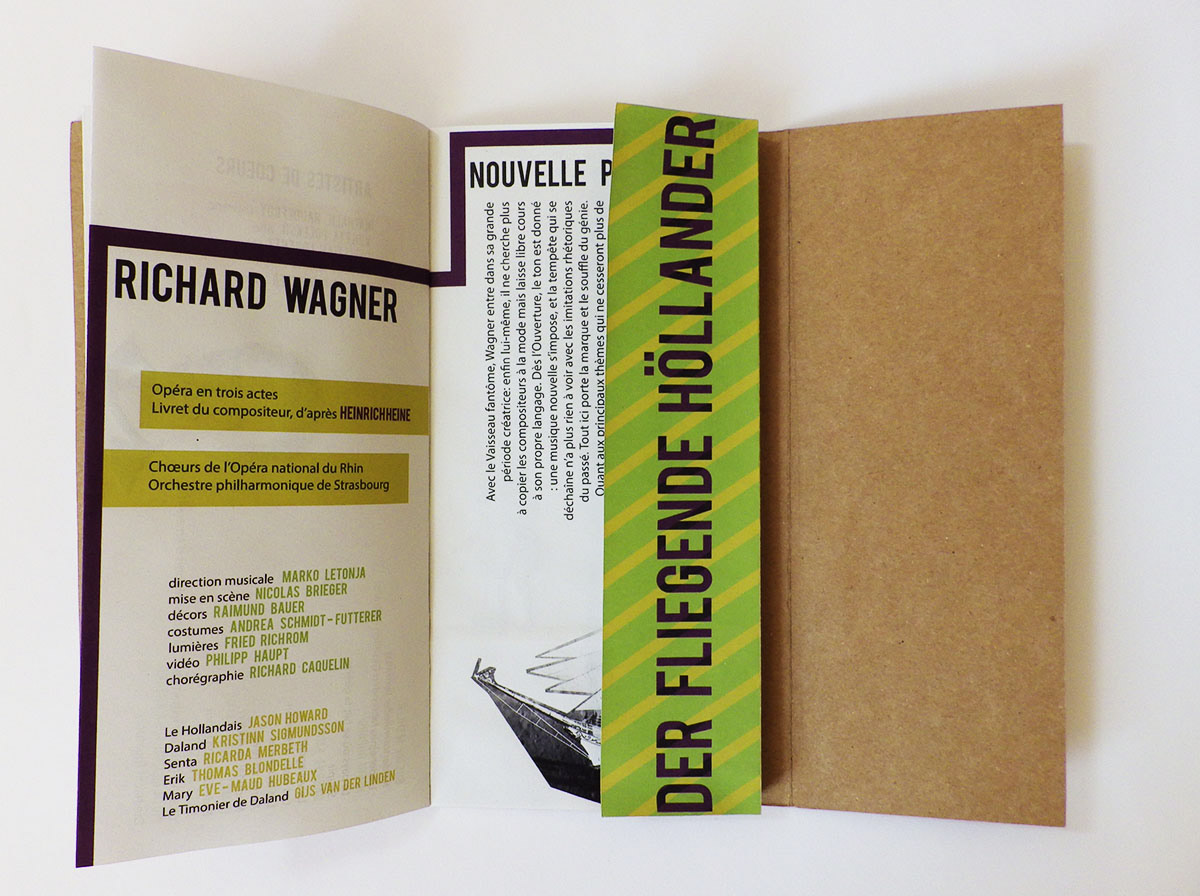 RICHARD WAGNER
Opéra en trois actes
Livret du compositeur, d'après HEINRICHHEINE
Chœurs de l'Opéra national du Rhin
Orchestre philharmonique de Strasbourg
direction musicale MARKO LETONJA
mise en scène NICOLAS BRIEGER
décors RAIMUND BAUER
costumes ANDREA SCHMIDT-FUTTERER
lumières FRIED RICHROM
vidéo PHILIPP HAUPT
chorégraphie RICHARD CAQUELIN
Le Hollandais JASON HOWARD
Daland KRISTINN SIGMUNDSSON
Senta RICARDA MERBETH
Erik THOMAS BLONDELLE
Mary EVE-MAUD HUBEAUX
Le Timonier de Daland GIJS VAN DER LINDEN
NOUVELLE P
Avec le Vaisseau fantôme, Wagner entre dans sa grande
période créatrice: enfin lui-même, il ne cherche plus
à copier les compositeurs à la mode mais laisse libre cours
à son propre langage. Dès l'Ouverture, le ton est donné
: une musique nouvelle s'impose, et la tempête qui se
déchaîne n'a plus rien à voir avec les imitations rhétoriques
du passé. Tout ici porte la marque et le souffle du génie.
Quant aux principaux thèmes qui ne cesseront plus de
DER FLIEGENDE HÖLLANDER
ARTISTES DE COEURS